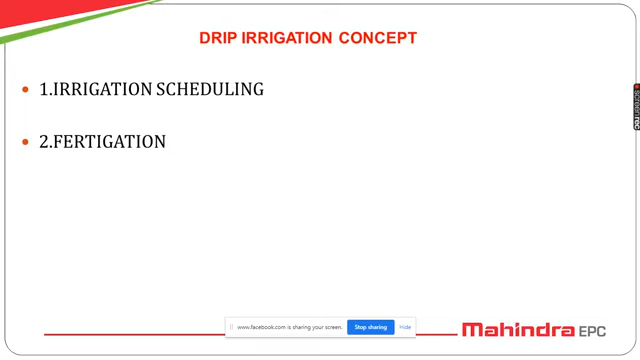 DRIP IRRIGATION CONCEPT
• 1.IRRIGATION SCHEDULING
• 2.FERTIGATION
www.facebook.com is sharing your screen.
Stop sharing
Hide
Mahindra EPC